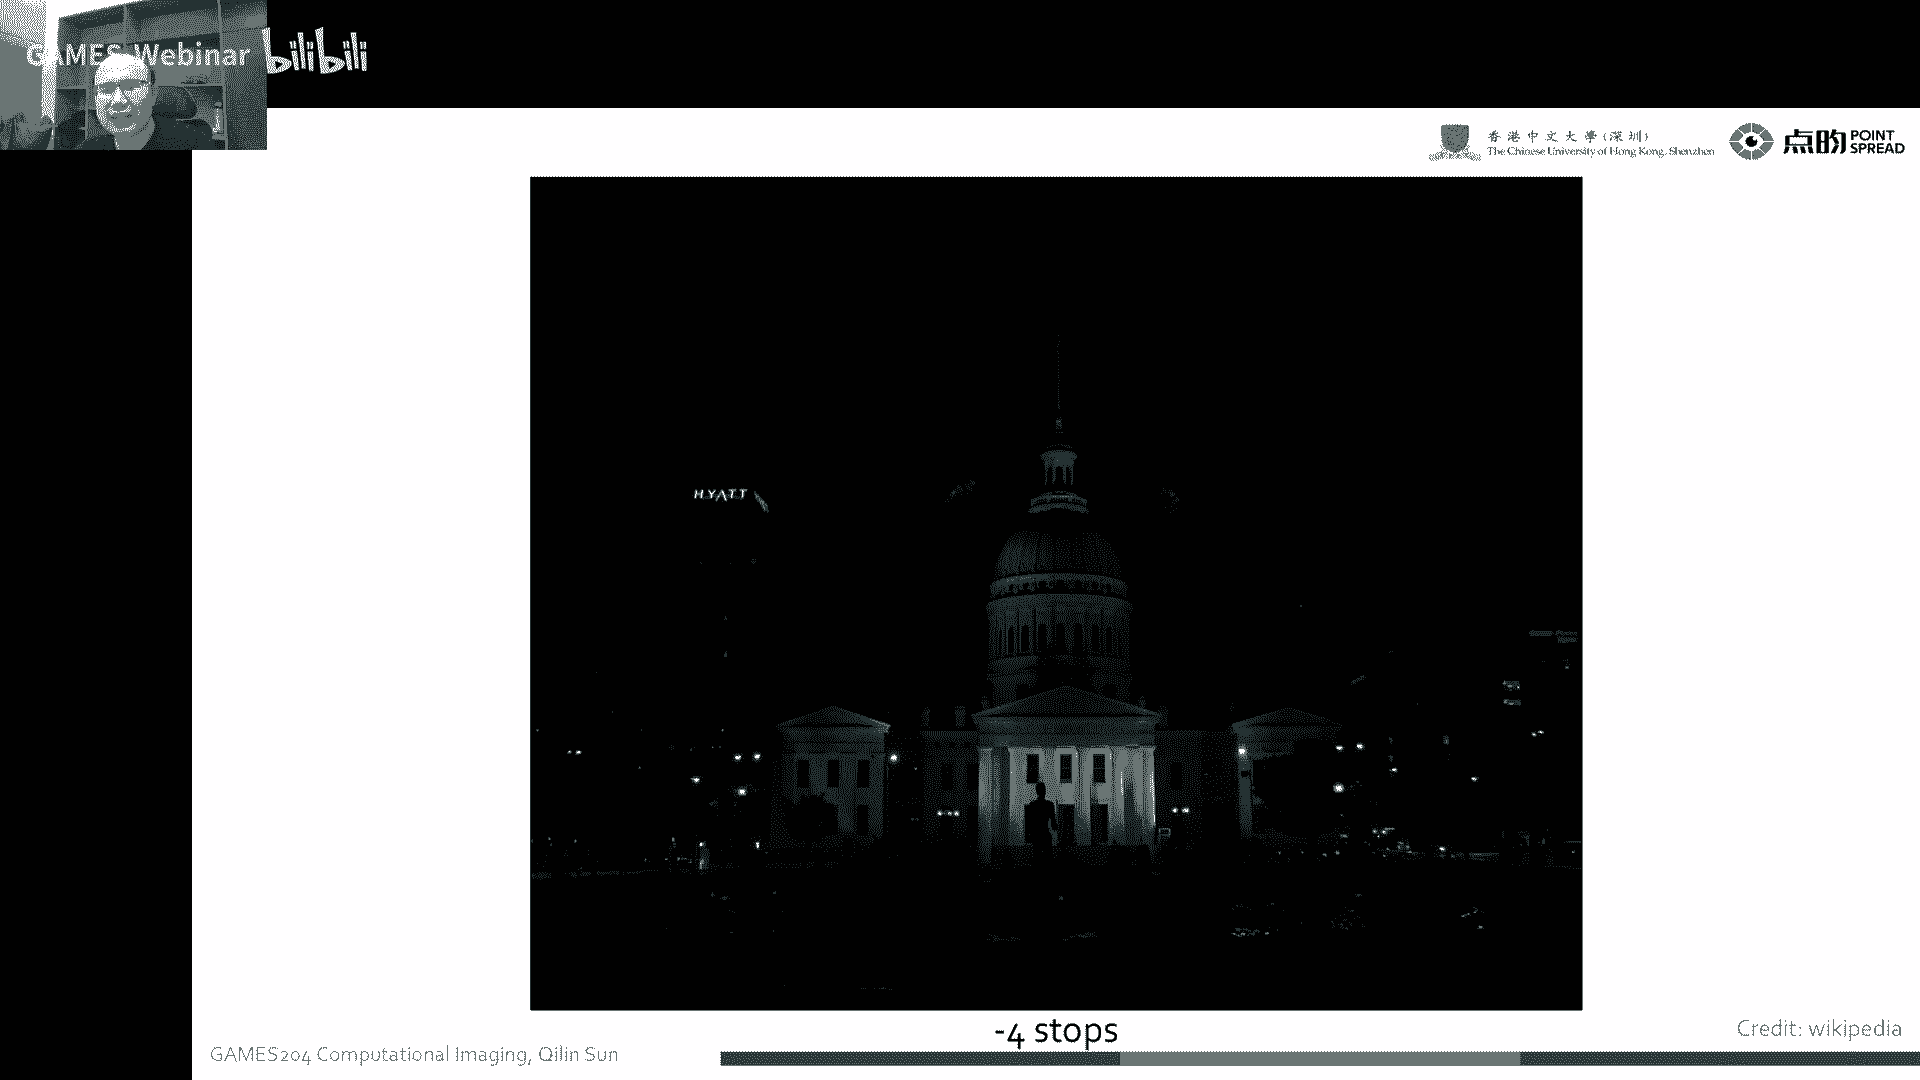 GAMES Webinar
bilibili
香港中文大學(深圳)
The Chinese University of Hong Kong, Shenzhen
点昀
POINT
SPREAD
HYATT
-4 stops
Credit: wikipedia
GAMES204 Computational Imaging, Qilin Sun